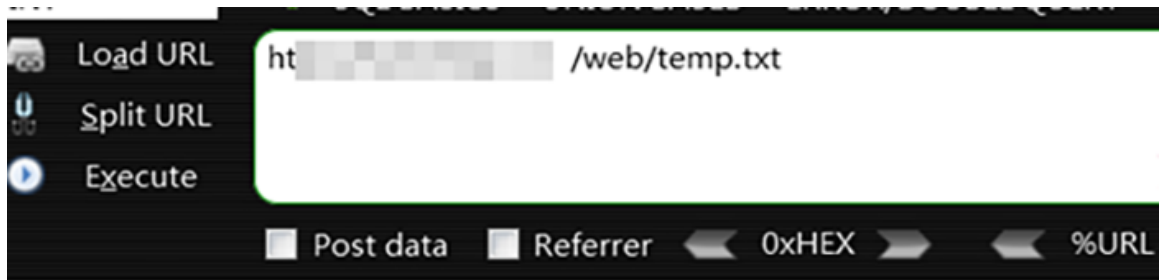 Load URL
ht /web/temp.txt
Split URL
Execute
Post data Referrer 0xHEX %URL